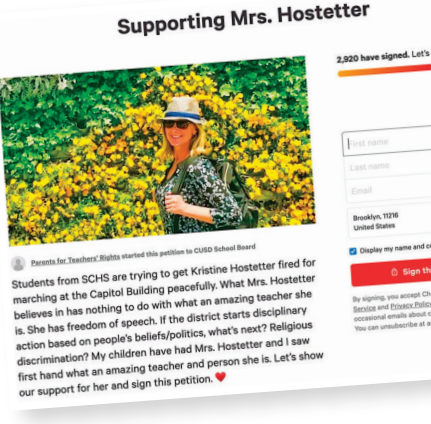 Supporting Mrs. Hostetter
2,920 have signed. Let's
First name
Last name
Email
Brooklyn, 11216
United States
Display my name and
Sign th
By signing, you accept Ch
Service and Privacy Policy
occasional emails about c
You can unsubscribe at a
Parents for Teachers' Rights started this petition to CUSD School Board
Students from SCHS are trying to get Kristine Hostetter fired for
marching at the Capitol Building peacefully. What Mrs. Hostetter
believes in has nothing to do with what an amazing teacher she
is. She has freedom of speech. If the district starts disciplinary
action based on people's beliefs/politics, what's next? Religious
discrimination? My children have had Mrs. Hostetter and I saw
first hand what an amazing teacher and person she is. Let's show
our support for her and sign this petition. ❤️